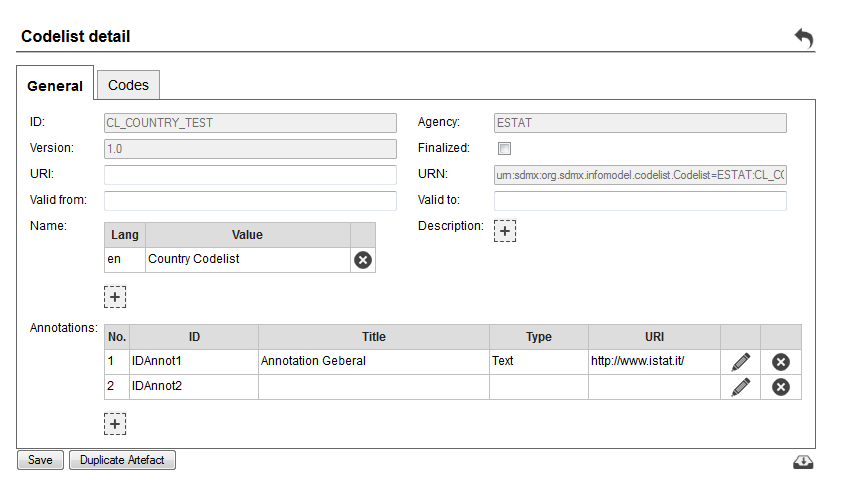 Codelist detail
General Codes
ID: CL_COUNTRY_TEST Agency: ESTAT
Version: 1.0 Finalized:
URI: URN: urn:sdmx:org.sdmx.infomodel.codelist.Codelist=ESTAT:CL_CO
Valid from: Valid to:
Name: Lang Value Description: +
en Country Codelist
+
Annotations: No. ID Title Type URI
1 IDAnnot1 Annotation Geberal Text http://www.istat.it/
2 IDAnnot2
+
Save Duplicate Artefact